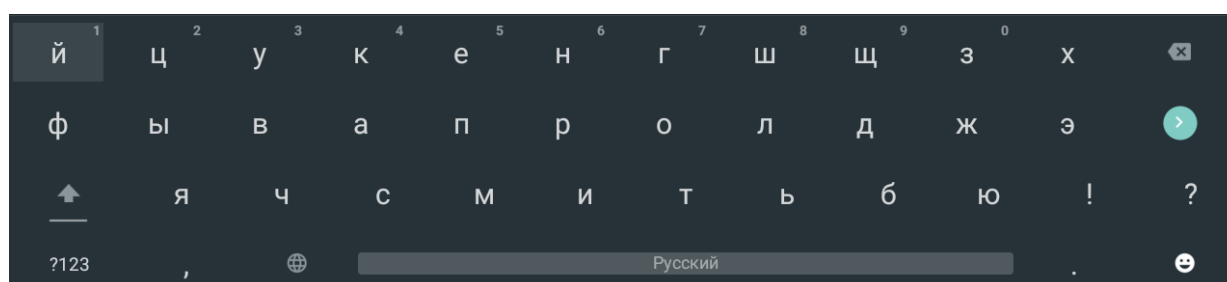 й 1 ц 2 у 3 к 4 е 5 н 6 г 7 ш 8 щ 9 з 0 х
ф ы в а п р о л д ж э
я ч с м и т ь б ю ! ?
?123 , Русский .